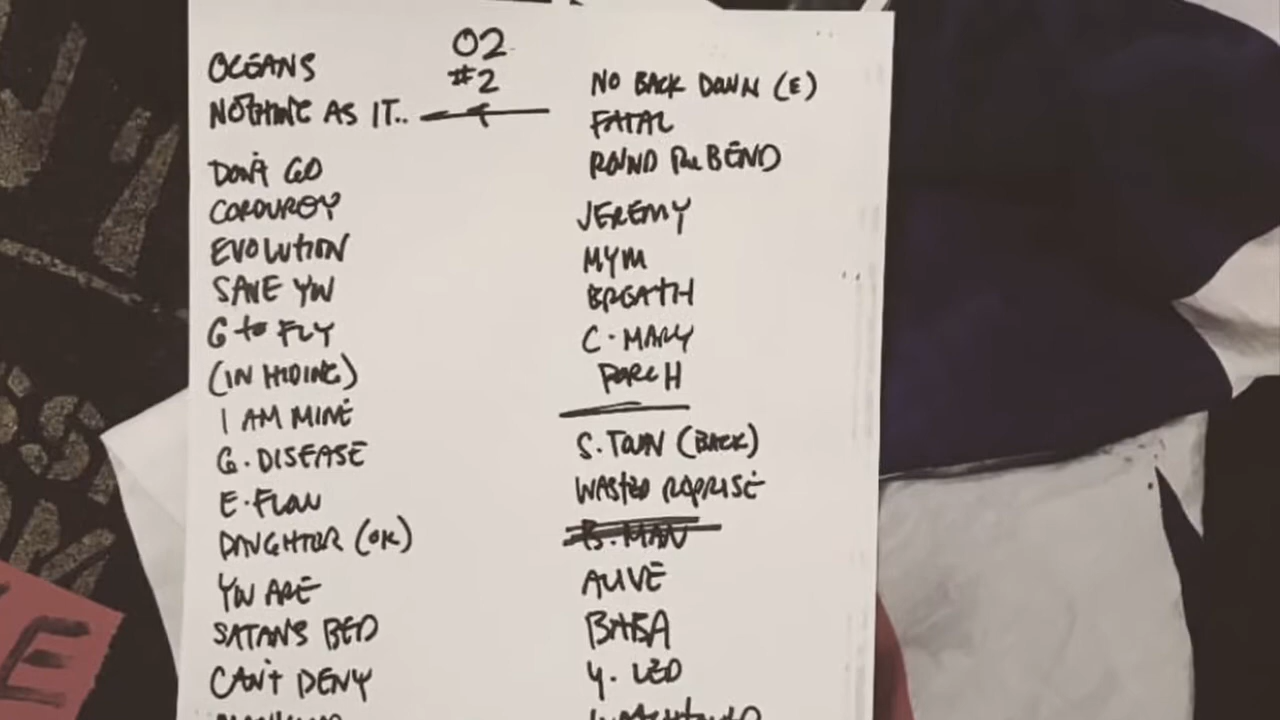 O2
#2
OCEANS
NOTHING AS IT..
DON'T GO
CORDUROY
EVOLUTION
SAVE YOU
G to FLY
(IN HIDING)
I AM MINE
G. DISEASE
E. FLOW
DAUGHTER (OK)
YOU ARE
SATAN'S BED
CAN'T DENY
NO BACK DOWN (E)
FATAL
ROUND the BEND
JEREMY
MYM
BREATH
C. MARY
PORCH
S. TOWN (BACK)
WASTED REPRISE
B. MAN
ALIVE
BABA
Y. LED
E